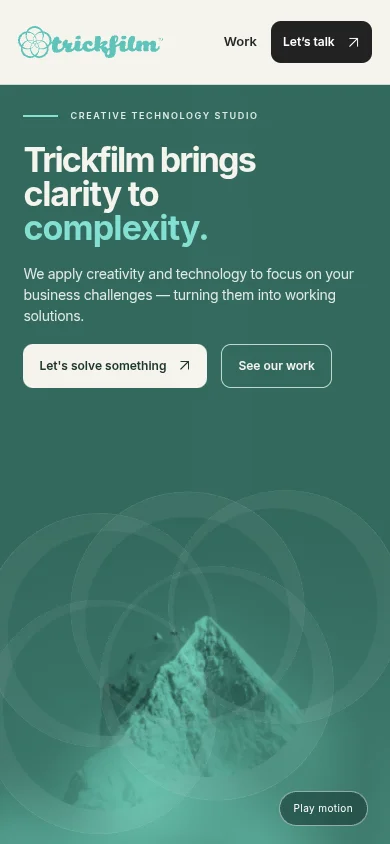 trickfilm™
Work
Let's talk
CREATIVE TECHNOLOGY STUDIO
Trickfilm brings
clarity to
complexity.
We apply creativity and technology to focus on your
business challenges — turning them into working
solutions.
Let's solve something
See our work
Play motion